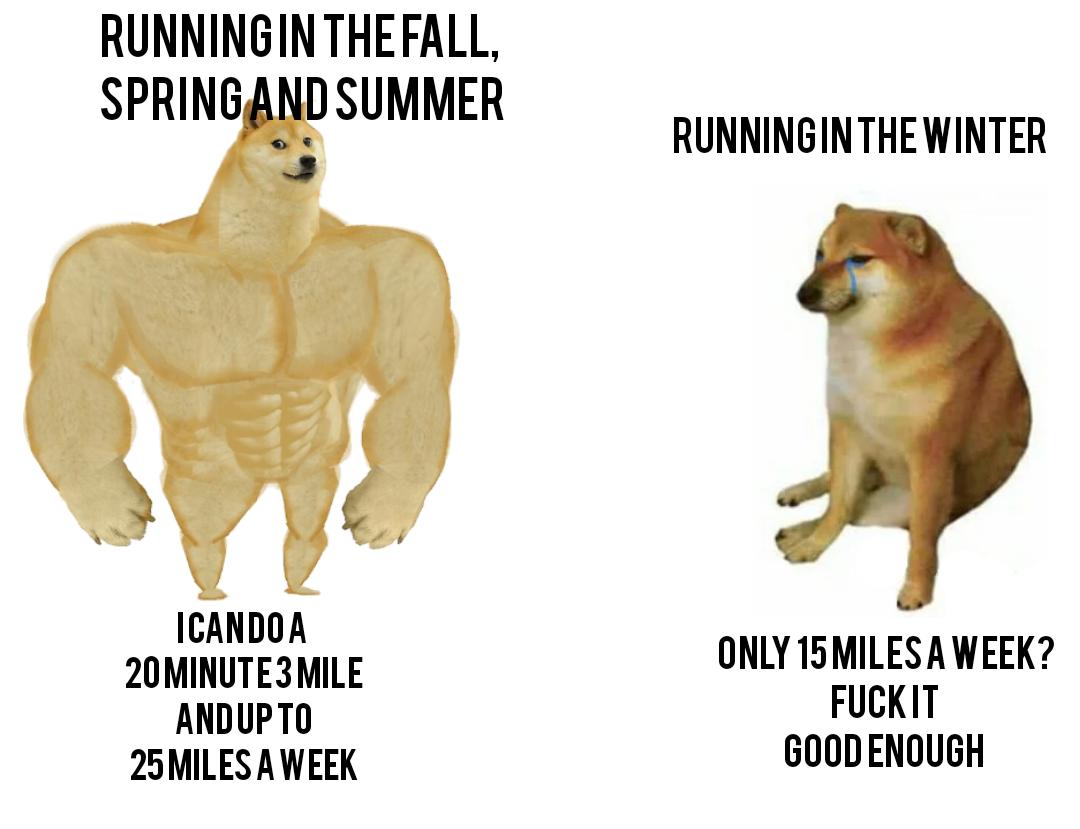 RUNNING IN THE FALL,
SPRING AND SUMMER
RUNNING IN THE WINTER
I CAN DO A
20 MINUTE 3 MILE
AND UP TO
25 MILES A WEEK
ONLY 15 MILES A WEEK?
FUCK IT
GOOD ENOUGH